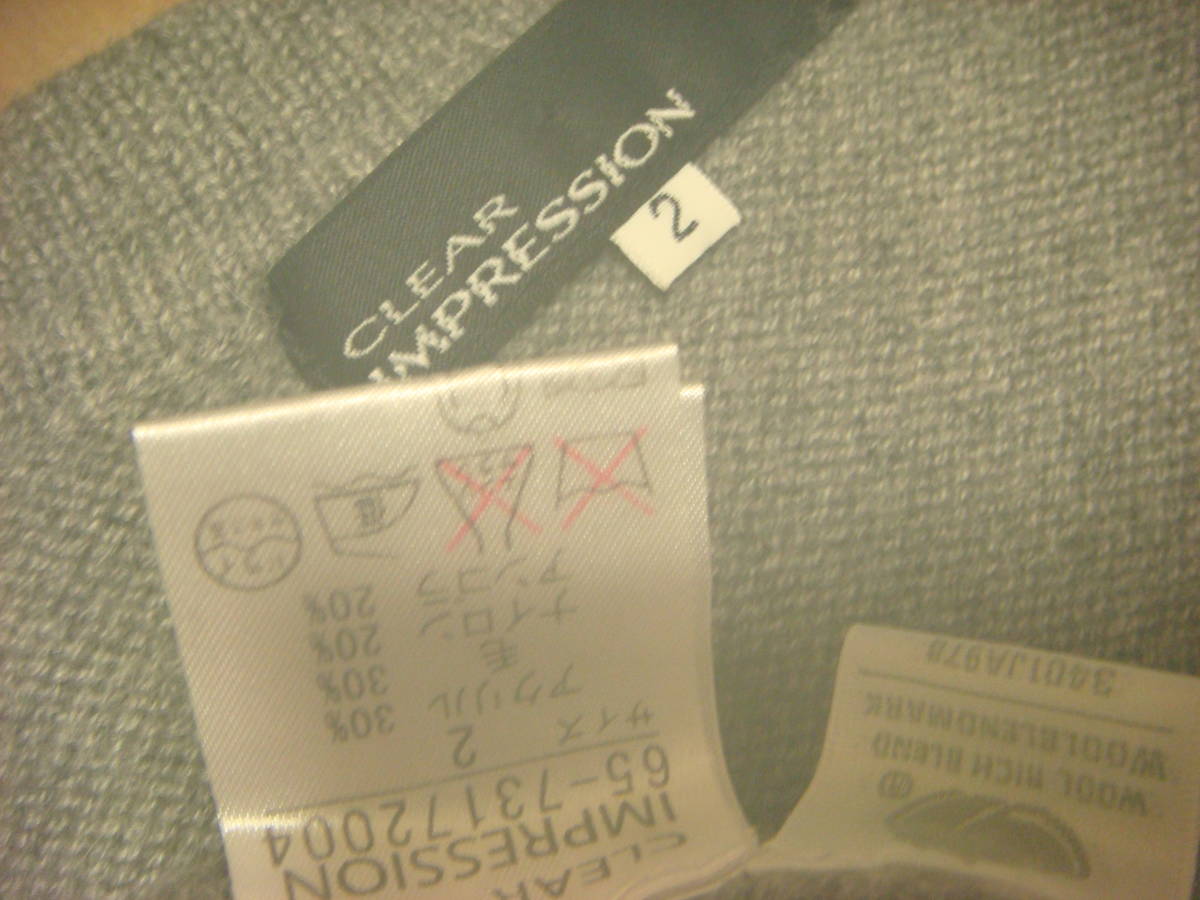 CLEAR
IMPRESSION
2
CLEAR
IMPRESSION
65-73172004
サイズ 2
アクリル 30%
毛 30%
ナイロン 20%
アンゴラ 20%
WOOL RICH BLEND
WOOLBLENDMARK
3401JA978